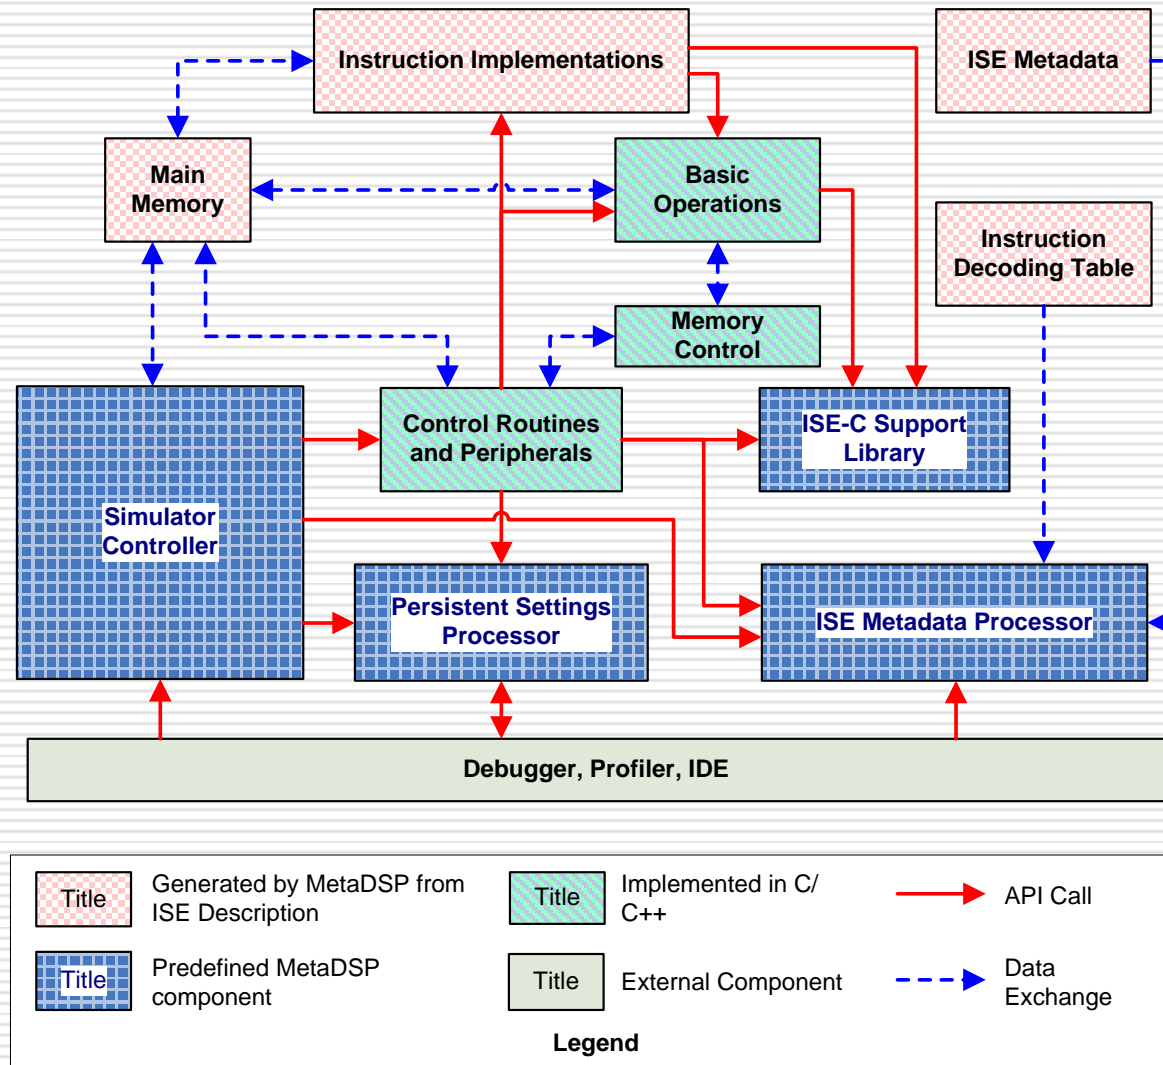 Instruction Implementations
ISE Metadata
Main
Memory
Basic
Operations
Instruction
Decoding Table
Memory
Control
Control Routines
and Peripherals
ISE-C Support
Library
Simulator
Controller
Persistent Settings
Processor
ISE Metadata Processor
Debugger, Profiler, IDE
Title
Generated by MetaDSP from
ISE Description
Title
Implemented in C/
C++
API Call
Title
Predefined MetaDSP
component
Title
External Component
Data
Exchange
Legend